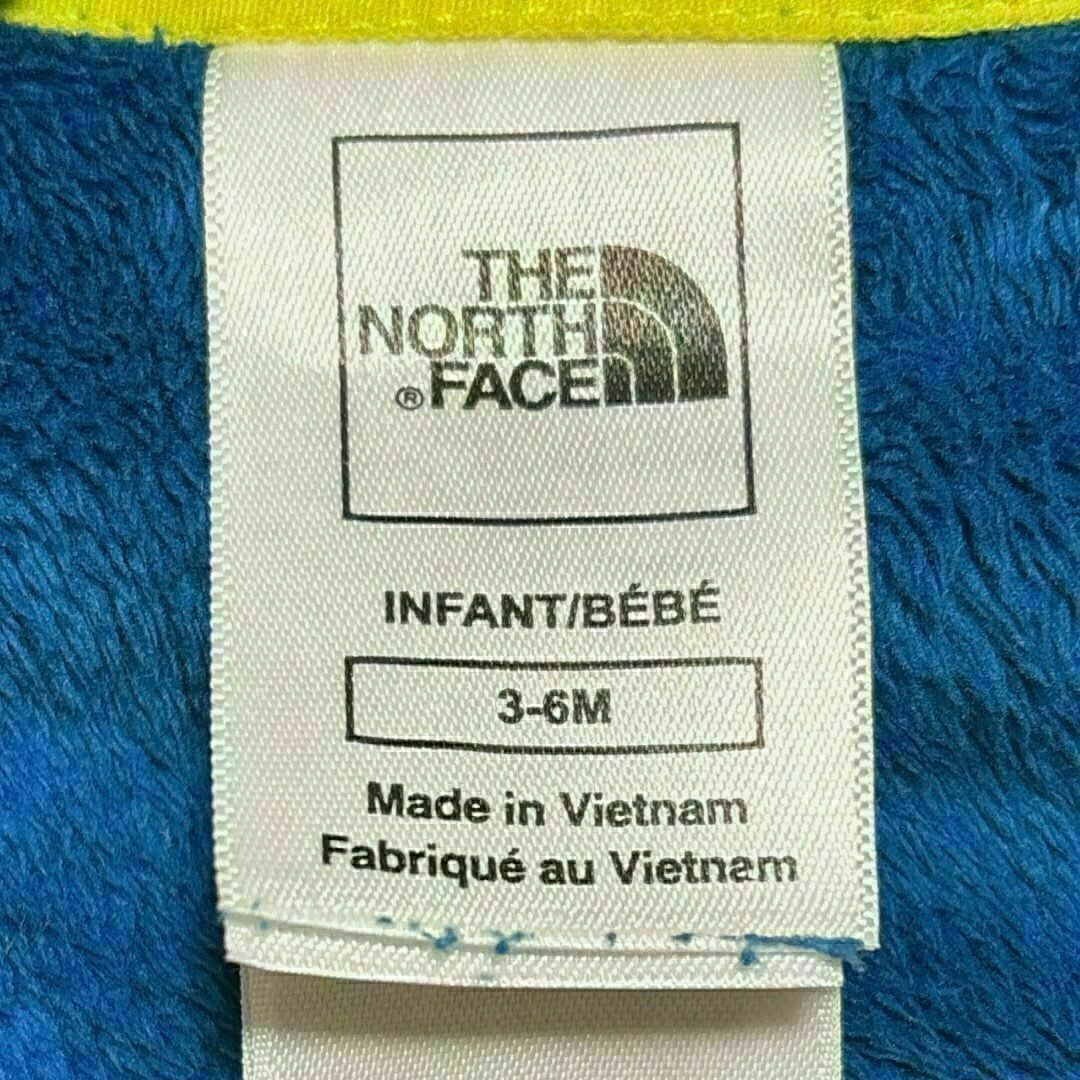 THE
NORTH
® FACE
INFANT/BÉBÉ
3-6M
Made in Vietnam
Fabriqué au Vietnam